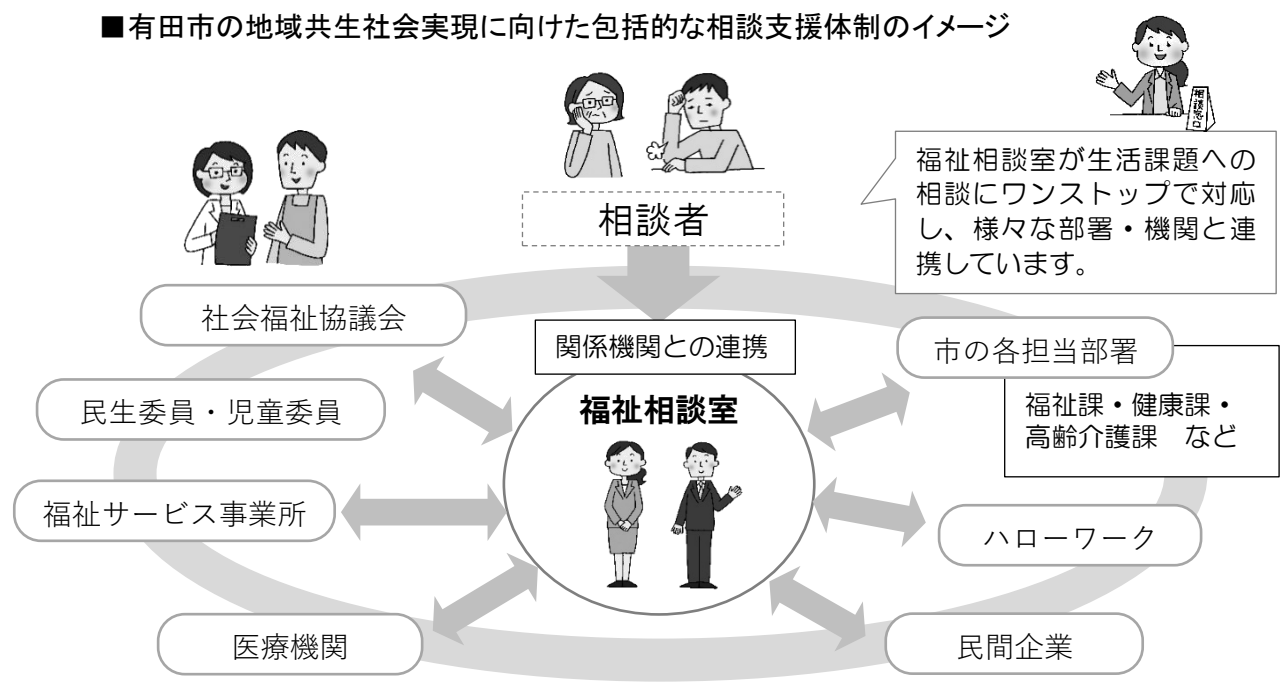 ■有田市の地域共生社会実現に向けた包括的な相談支援体制のイメージ
相談窓口
福祉相談室が生活課題への
相談にワンストップで対応
し、様々な部署・機関と連
携しています。
相談者
社会福祉協議会
関係機関との連携
市の各担当部署
民生委員・児童委員
福祉相談室
福祉課・健康課・
高齢介護課　など
福祉サービス事業所
ハローワーク
医療機関
民間企業